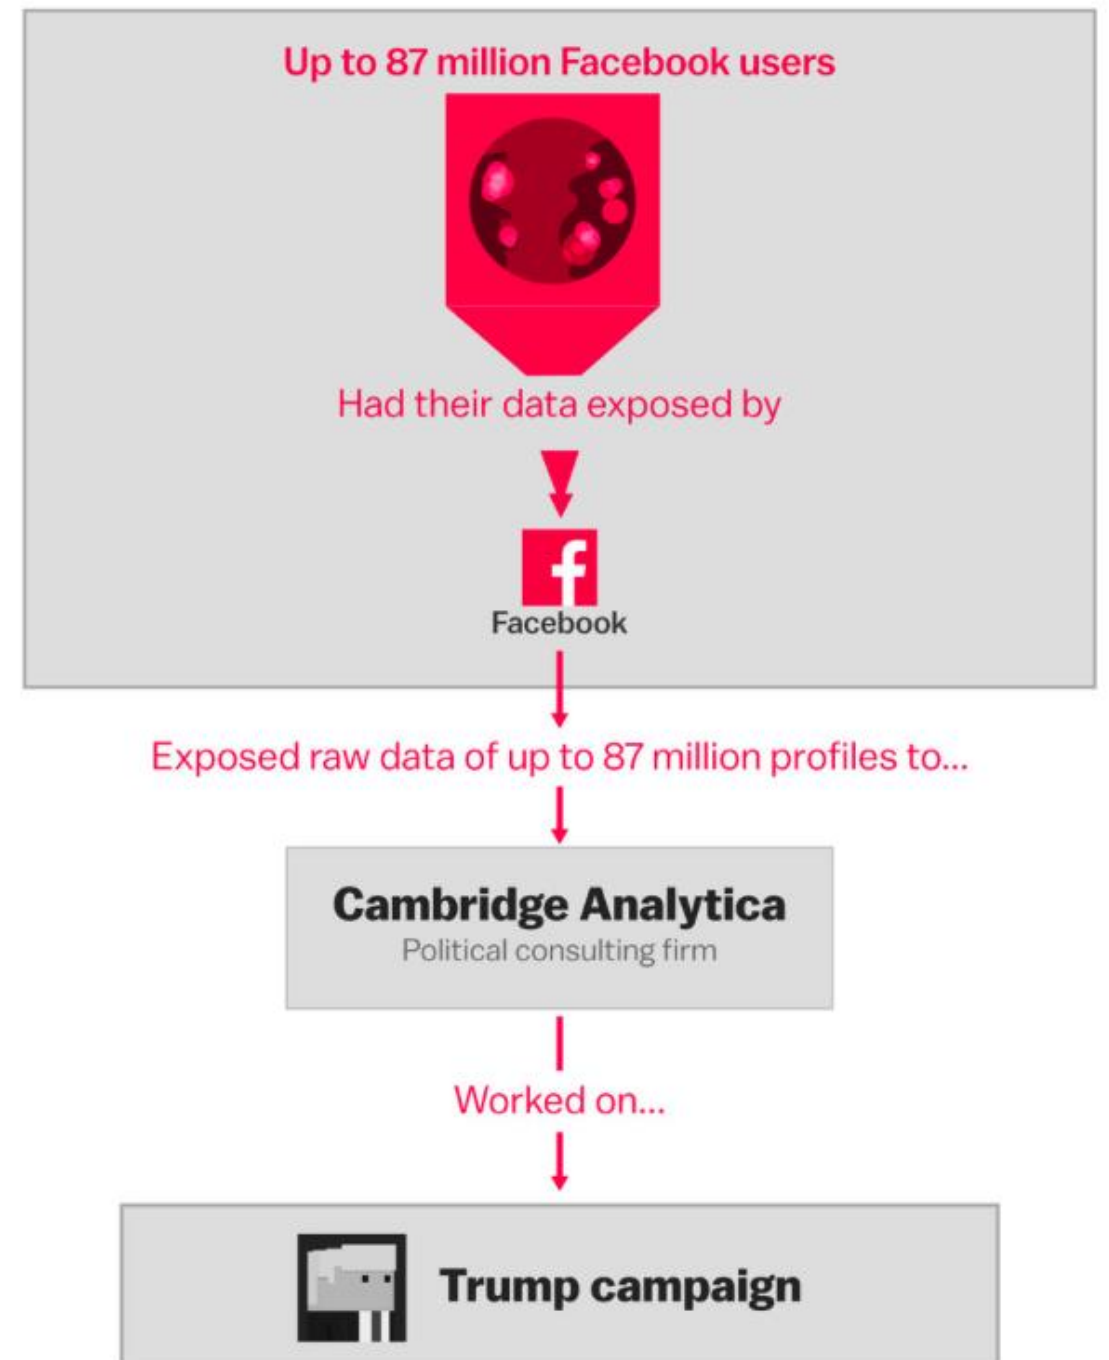 Up to 87 million Facebook users
Had their data exposed by
f
Facebook
Exposed raw data of up to 87 million profiles to...
Cambridge Analytica
Political consulting firm
Worked on...
Trump campaign